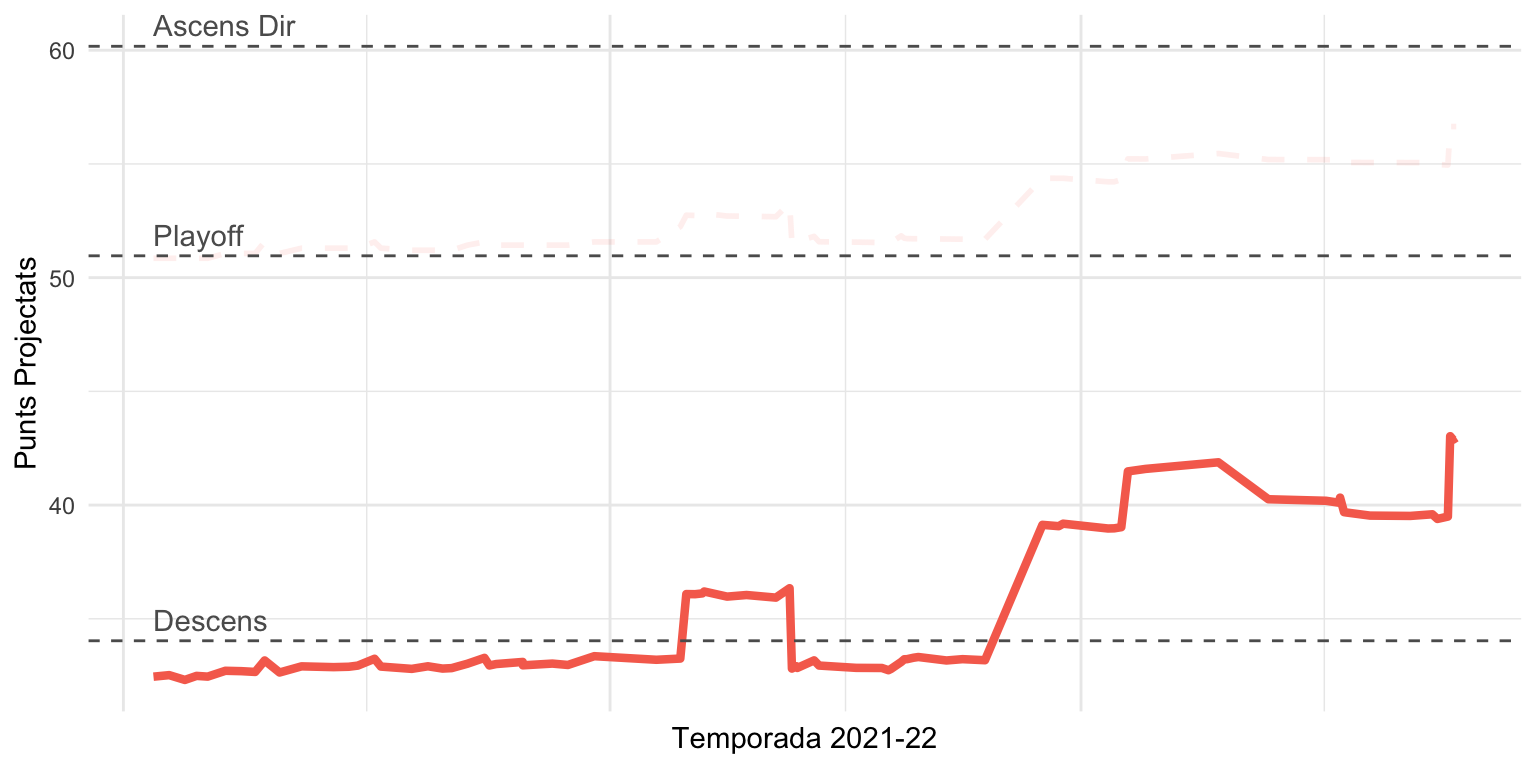 Ascens Dir
60
Playoff
50
Punts Projectats
40
Descens
Temporada 2021-22